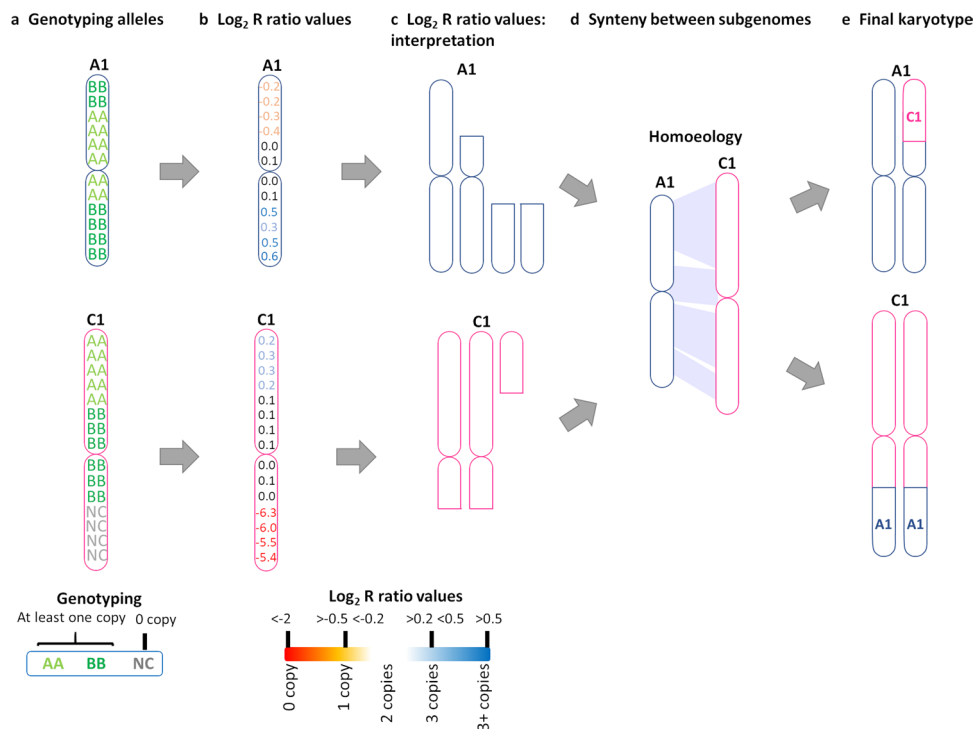 a Genotyping alleles
b Log2 R ratio values
c Log2 R ratio values:
interpretation
d Synteny between subgenomes
e Final karyotype
A1
BB
BB
AA
AA
AA
AA
AA
AA
BB
BB
BB
BB
A1
-0.2
-0.2
-0.3
-0.4
0.0
0.1
0.0
0.1
0.5
0.3
0.5
0.6
A1
Homoeology
A1
C1
A1
C1
C1
AA
AA
AA
AA
AA
BB
BB
BB
BB
BB
BB
NC
NC
NC
NC
C1
0.2
0.3
0.3
0.2
0.1
0.1
0.1
0.1
0.0
0.1
0.0
-6.3
-6.0
-5.5
-5.4
C1
C1
A1 A1
Genotyping
At least one copy 0 copy
AA BB NC
Log2 R ratio values
<-2 >-0.5 <-0.2 >0.2 <0.5 >0.5
0 copy
1 copy
2 copies
3 copies
3+ copies